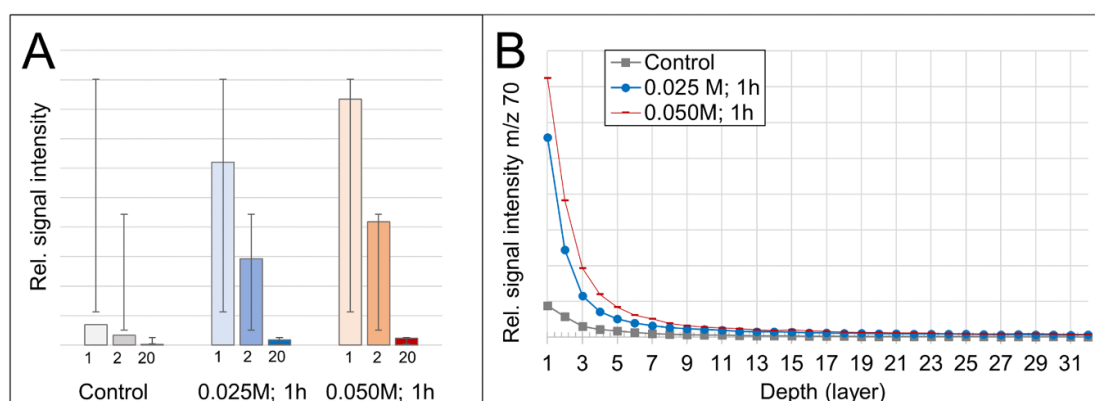 A
Rel. signal intensity
1 2 20 1 2 20 1 2 20
Control 0.025M; 1h 0.050M; 1h
B
Rel. signal intensity m/z 70
Control
0.025 M; 1h
0.050M; 1h
1 3 5 7 9 11 13 15 17 19 21 23 25 27 29 31
Depth (layer)